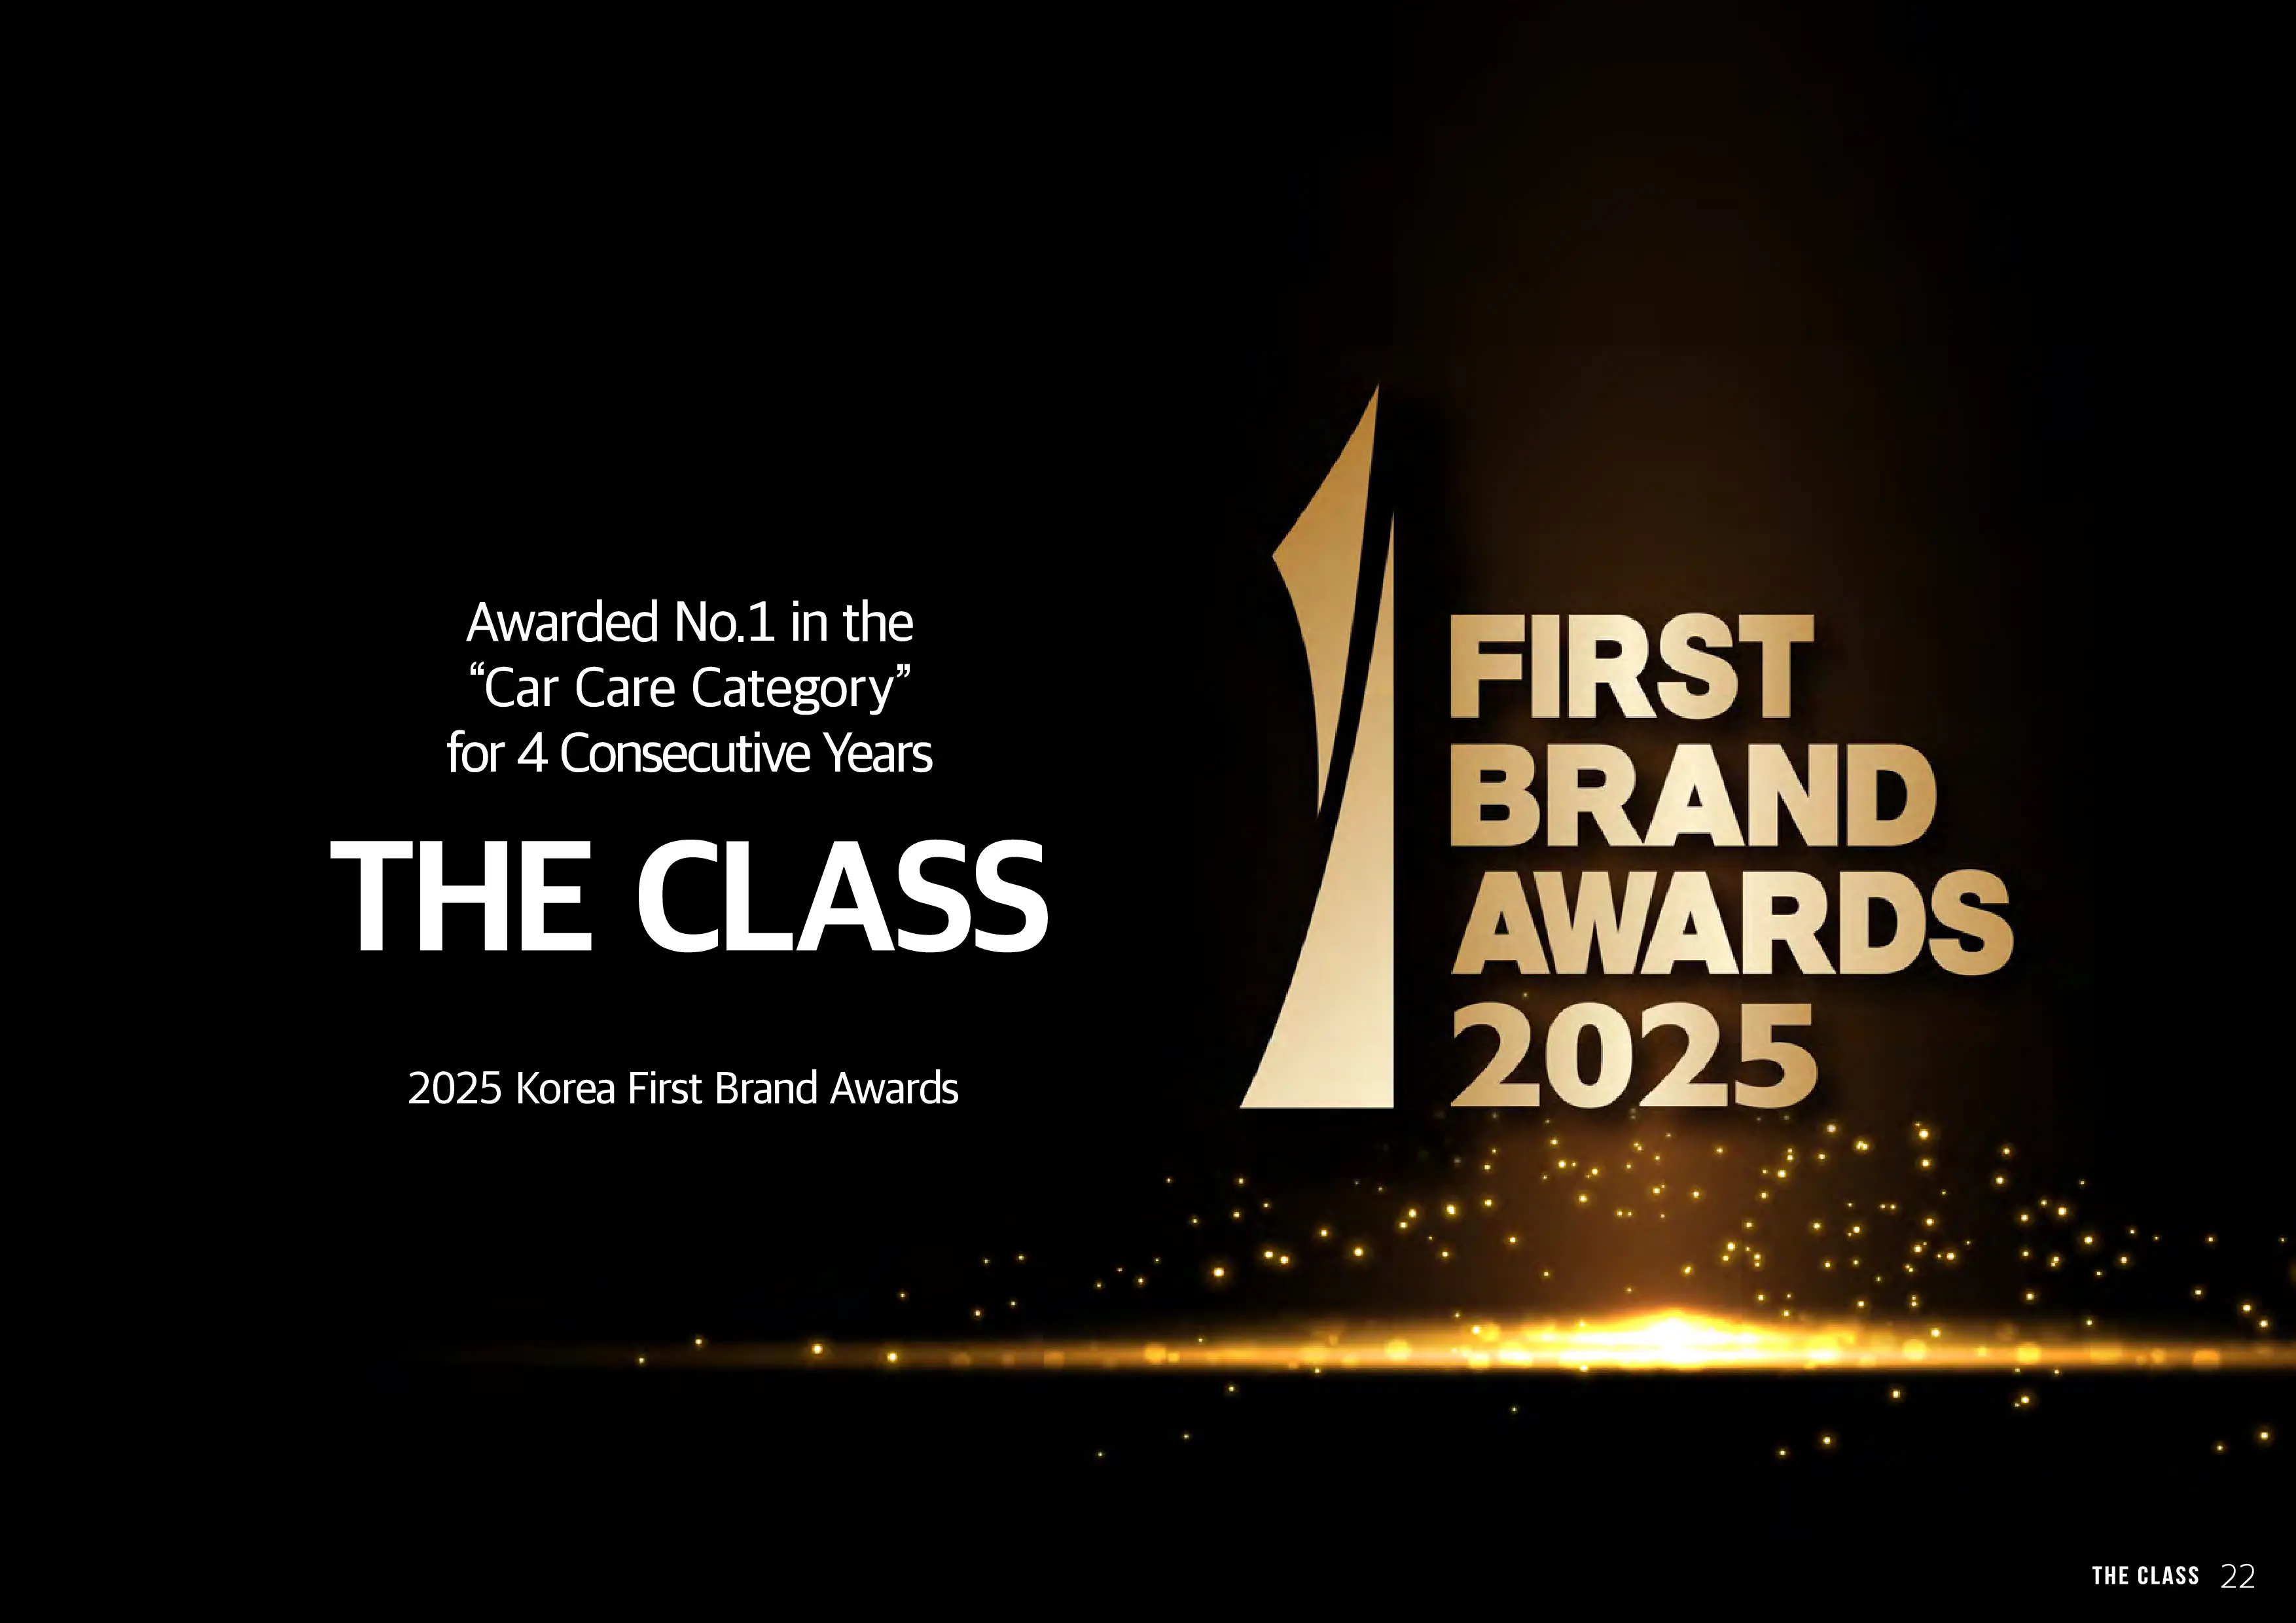 Awarded No.1 in the
“Car Care Category”
for 4 Consecutive Years
THE CLASS
2025 Korea First Brand Awards
FIRST
BRAND
AWARDS
2025
THE CLASS 22